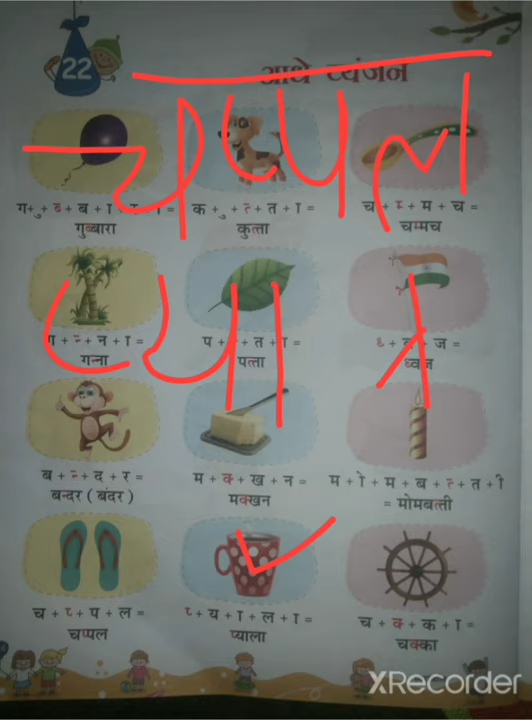 22
आधे व्यंजन
चप्पल
ग + ु + ब + ब + ा + र + ा =
क + ु + त + त + ा =
च + म + म + च =
गुब्बारा
कुत्ता
चम्मच
ग + न + न + ा =
प + त + त + ा =
ध + व + ज =
गन्ना
पत्ता
ध्वज
ब + न + द + र =
म + क + ख + न =
म + ो + म + ब + त + त + ी
बन्दर ( बंदर )
मक्खन
= मोमबत्ती
च + प + प + ल =
प + य + ा + ल + ा =
च + क + क + ा =
चप्पल
प्याला
चक्का
XRecorder